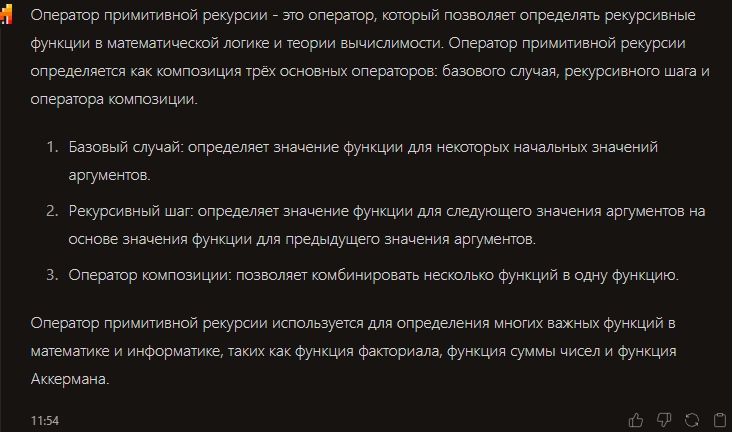 Оператор примитивной рекурсии - это оператор, который позволяет определять рекурсивные
функции в математической логике и теории вычислимости. Оператор примитивной рекурсии
определяется как композиция трёх основных операторов: базового случая, рекурсивного шага и
оператора композиции.
1. Базовый случай: определяет значение функции для некоторых начальных значений
аргументов.
2. Рекурсивный шаг: определяет значение функции для следующего значения аргументов на
основе значения функции для предыдущего значения аргументов.
3. Оператор композиции: позволяет комбинировать несколько функций в одну функцию.
Оператор примитивной рекурсии используется для определения многих важных функций в
математике и информатике, таких как функция факториала, функция суммы чисел и функция
Аккермана.
11:54